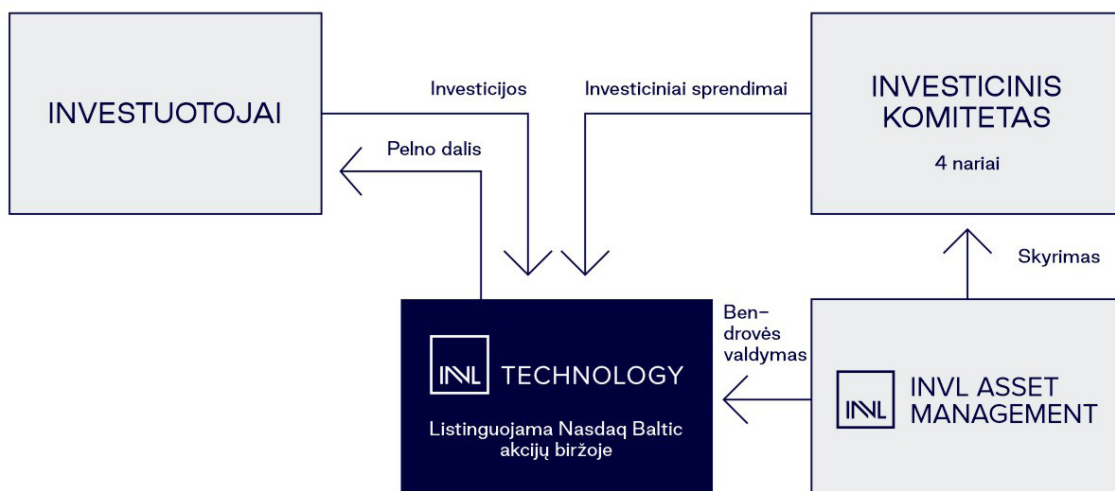 INVESTUOTOJAI
Investicijos
Pelno dalis
Investiciniai sprendimai
INVESTICINIS
KOMITETAS
4 nariai
Skyrimas
Ben-
drovės
valdymas
INVL TECHNOLOGY
Listinguojama Nasdaq Baltic
akcijų biržoje
INVL INVL ASSET
MANAGEMENT